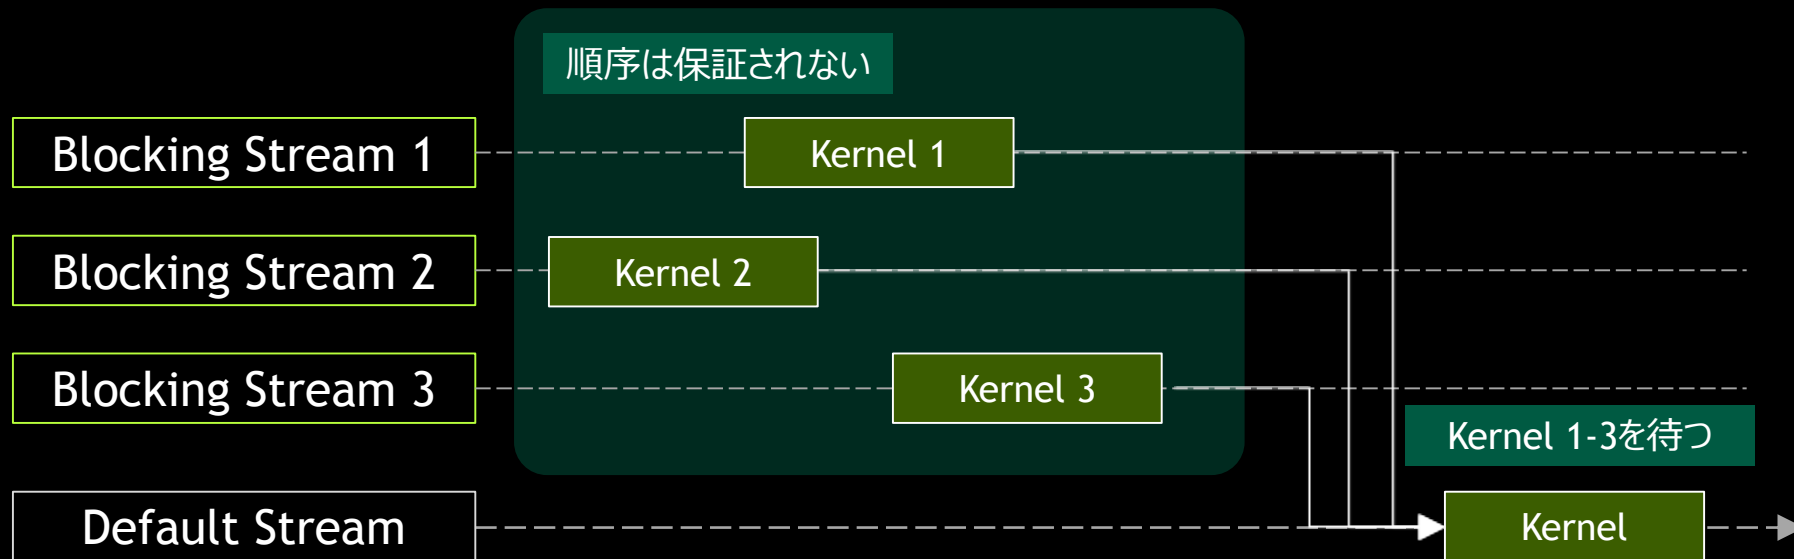 順序は保証されない
Blocking Stream 1
Kernel 1
Blocking Stream 2
Kernel 2
Blocking Stream 3
Kernel 3
Kernel 1-3を待つ
Default Stream
Kernel